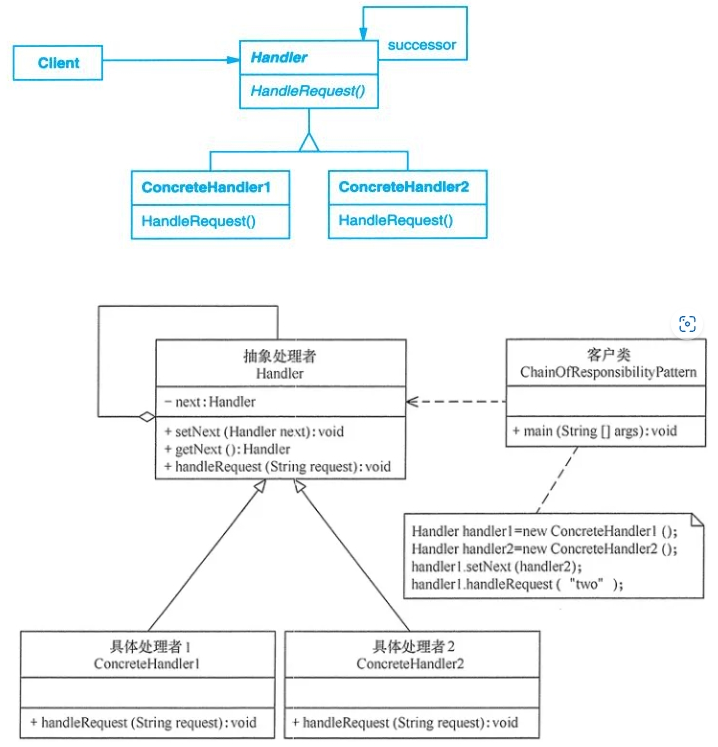 successor
Client
Handler
HandleRequest()
ConcreteHandler1
HandleRequest()
ConcreteHandler2
HandleRequest()
抽象处理者
Handler
− next:Handler
+ setNext (Handler next): void
+ getNext (): Handler
+ handleRequest (String request): void
客户类
ChainOfResponsibilityPattern
+ main (String [] args): void
Handler handler1=new ConcreteHandler1 ();
Handler handler2=new ConcreteHandler2 ();
handler1.setNext (handler2);
handler1.handleRequest ( "two" );
具体处理者1
ConcreteHandler1
+ handleRequest (String request): void
具体处理者2
ConcreteHandler2
+ handleRequest (String request): void